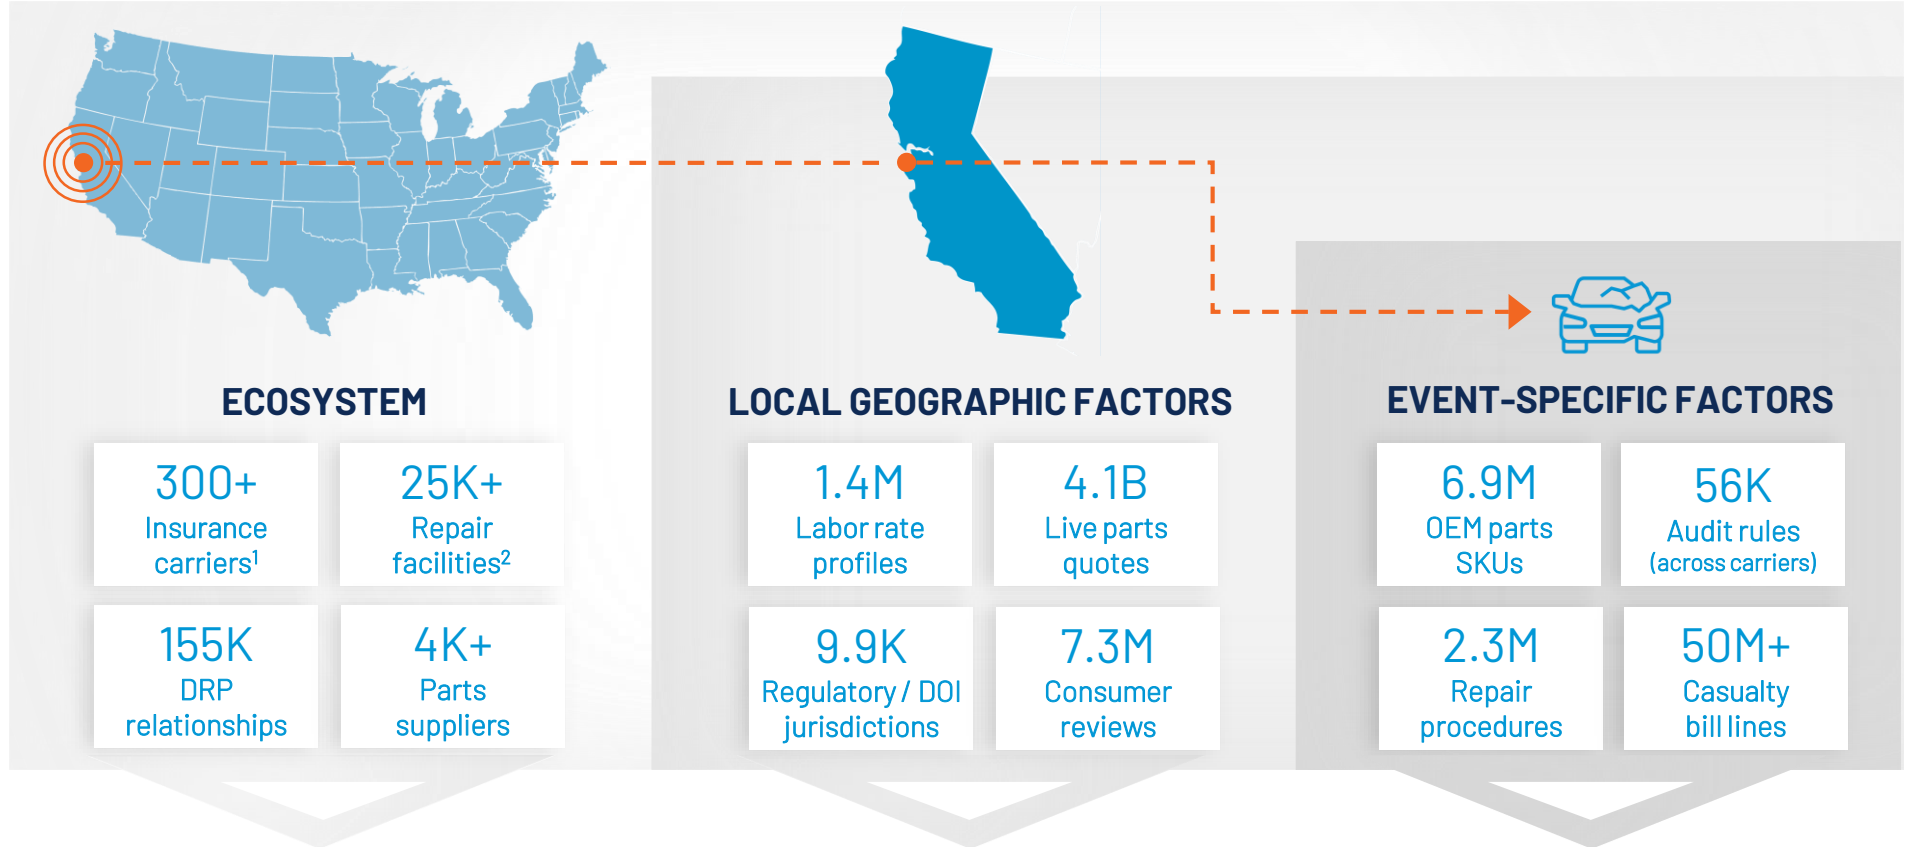 ECOSYSTEM
300+
Insurance
carriers¹
25K+
Repair
facilities²
155K
DRP
relationships
4K+
Parts
suppliers
LOCAL GEOGRAPHIC FACTORS
1.4M
Labor rate
profiles
4.1B
Live parts
quotes
9.9K
Regulatory / DOI
jurisdictions
7.3M
Consumer
reviews
EVENT-SPECIFIC FACTORS
6.9M
OEM parts
SKUs
56K
Audit rules
(across carriers)
2.3M
Repair
procedures
50M+
Casualty
bill lines